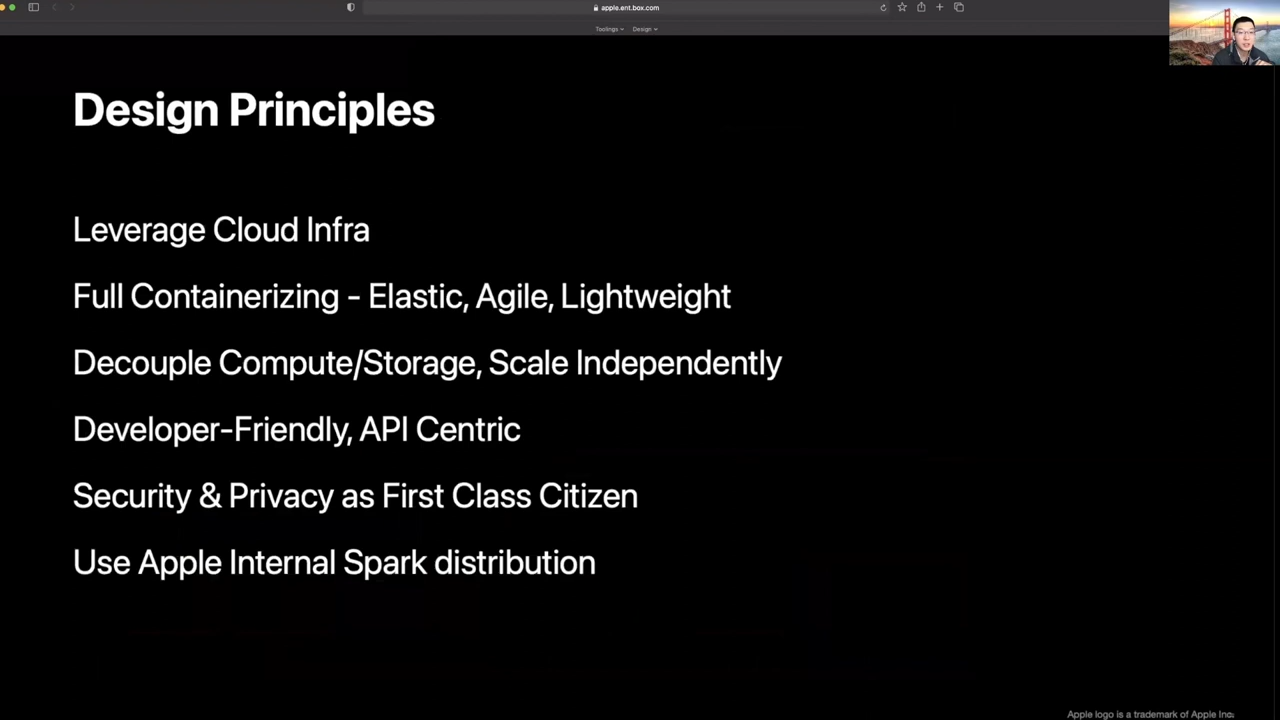 apple.ent.box.com
Toolings
Design
Design Principles
Leverage Cloud Infra
Full Containerizing - Elastic, Agile, Lightweight
Decouple Compute/Storage, Scale Independently
Developer-Friendly, API Centric
Security & Privacy as First Class Citizen
Use Apple Internal Spark distribution
Apple logo is a trademark of Apple Inc.